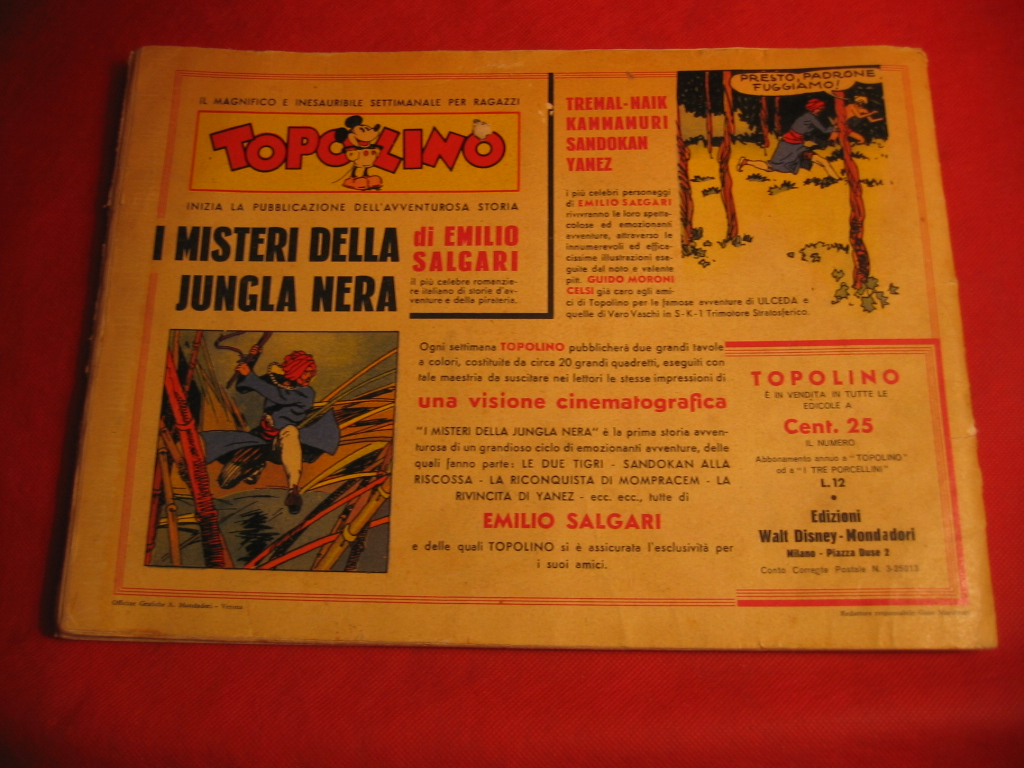 IL MAGNIFICO E INESAURIBILE SETTIMANALE PER RAGAZZI
TOPOLINO
INIZIA LA PUBBLICAZIONE DELL'AVVENTUROSA STORIA
I MISTERI DELLA
JUNGLA NERA
di EMILIO
SALGARI
il più celebre romanzie-
re italiano di storie d'av-
venture e della pirateria.
TREMAL-NAIK
KAMMAMURI
SANDOKAN
YANEZ
i più celebri personaggi
di EMILIO SALGARI
rivivranno le loro spetta-
colose ed emozionanti
avventure, attraverso le
innumerevoli ed effica-
cissime illustrazioni ese-
guite dal noto e valente
pitt. GUIDO MORONI
CELSI già caro agli ami-
ci di Topolino per le famose avventure di ULCEDA e
quelle di Varo Vaschi in S-K-1 Trimotore Stratosferico.
PRESTO, PADRONE
FUGGIAMO!
Ogni settimana TOPOLINO pubblicherà due grandi tavole
a colori, costituite da circa 20 grandi quadretti, eseguiti con
tale maestria da suscitare nei lettori le stesse impressioni di
una visione cinematografica
"I MISTERI DELLA JUNGLA NERA" è la prima storia avven-
turosa di un grandioso ciclo di emozionanti avventure, delle
quali fanno parte: LE DUE TIGRI - SANDOKAN ALLA
RISCOSSA - LA RICONQUISTA DI MOMPRACEM - LA
RIVINCITA DI YANEZ - ecc. ecc., tutte di
EMILIO SALGARI
e delle quali TOPOLINO si è assicurata l'esclusività per
i suoi amici.
TOPOLINO
È IN VENDITA IN TUTTE LE
EDICOLE A
Cent. 25
IL NUMERO
Abbonamento annuo a "TOPOLINO"
od a "I TRE PORCELLINI"
L. 12
Edizioni
Walt Disney-Mondadori
Milano - Piazza Duse 2
Conto Corrente Postale N. 3-25013
Officine Grafiche A. Mondadori - Verona
Redattore responsabile